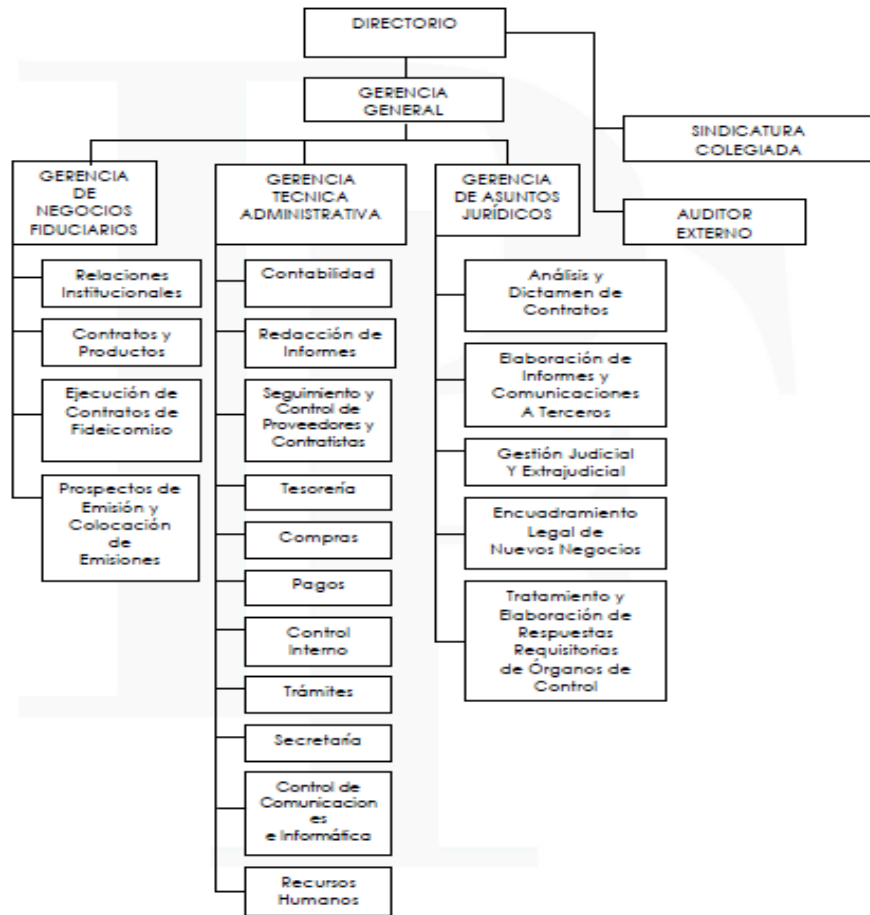 DIRECTORIO
GERENCIA
GENERAL
SINDICATURA
COLEGIADA
AUDITOR
EXTERNO
GERENCIA
DE
NEGOCIOS
FIDUCIARIOS
Relaciones
Institucionales
Contratos y
Productos
Ejecución de
Contratos de
Fideicomiso
Prospectos de
Emisión y
Colocación
de
Emisiones
GERENCIA
TECNICA
ADMINISTRATIVA
Contabilidad
Redacción de
Informes
Seguimiento y
Control de
Proveedores y
Contratistas
Tesorería
Compras
Pagos
Control
Interno
Trámites
Secretaría
Control de
Comunicacion
es
e Informática
Recursos
Humanos
GERENCIA
DE ASUNTOS
JURÍDICOS
Análisis y
Dictamen de
Contratos
Elaboración de
Informes y
Comunicaciones
A Terceros
Gestión Judicial
Y Extrajudicial
Encuadramiento
Legal de
Nuevos Negocios
Tratamiento y
Elaboración de
Respuestas
Requisitorias
de Órganos de
Control